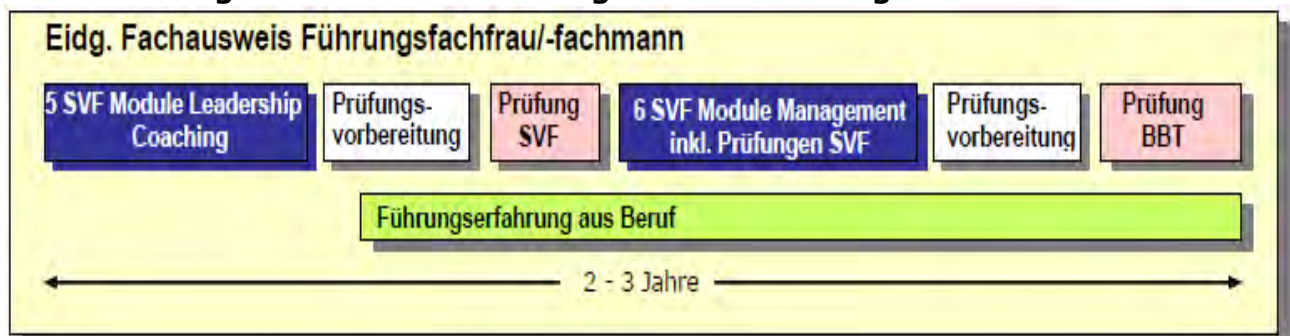 Eidg. Fachausweis Führungsfachfrau/-fachmann
5 SVF Module Leadership
Coaching
Prüfungs-
vorbereitung
Prüfung
SVF
6 SVF Module Management
inkl. Prüfungen SVF
Prüfungs-
vorbereitung
Prüfung
BBT
Führungserfahrung aus Beruf
2 - 3 Jahre